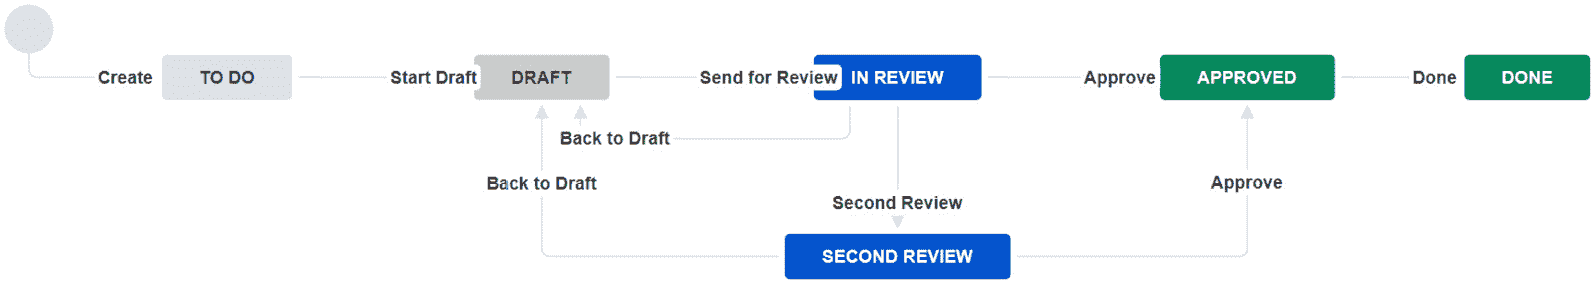 Create
TO DO
Start Draft
DRAFT
Send for Review
IN REVIEW
Approve
APPROVED
Done
DONE
Back to Draft
Back to Draft
Approve
Second Review
SECOND REVIEW